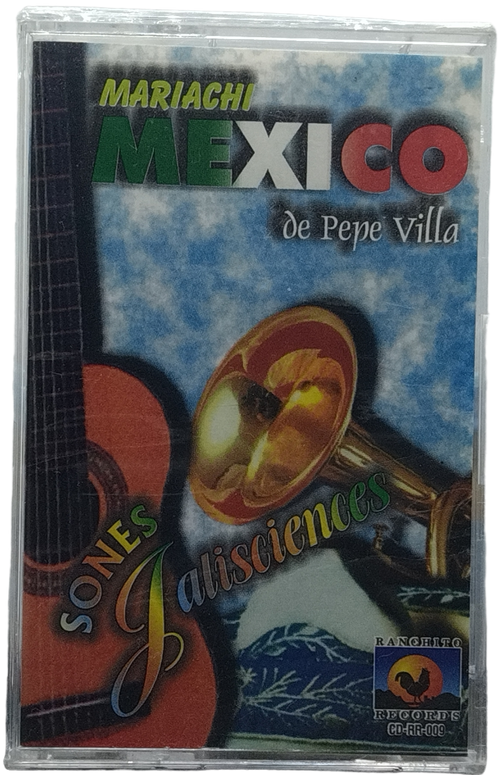 MARIACHI
MEXICO
de Pepe Villa
SONES
Jalisciences
RANCHITO
RECORDS
CD-RR-009